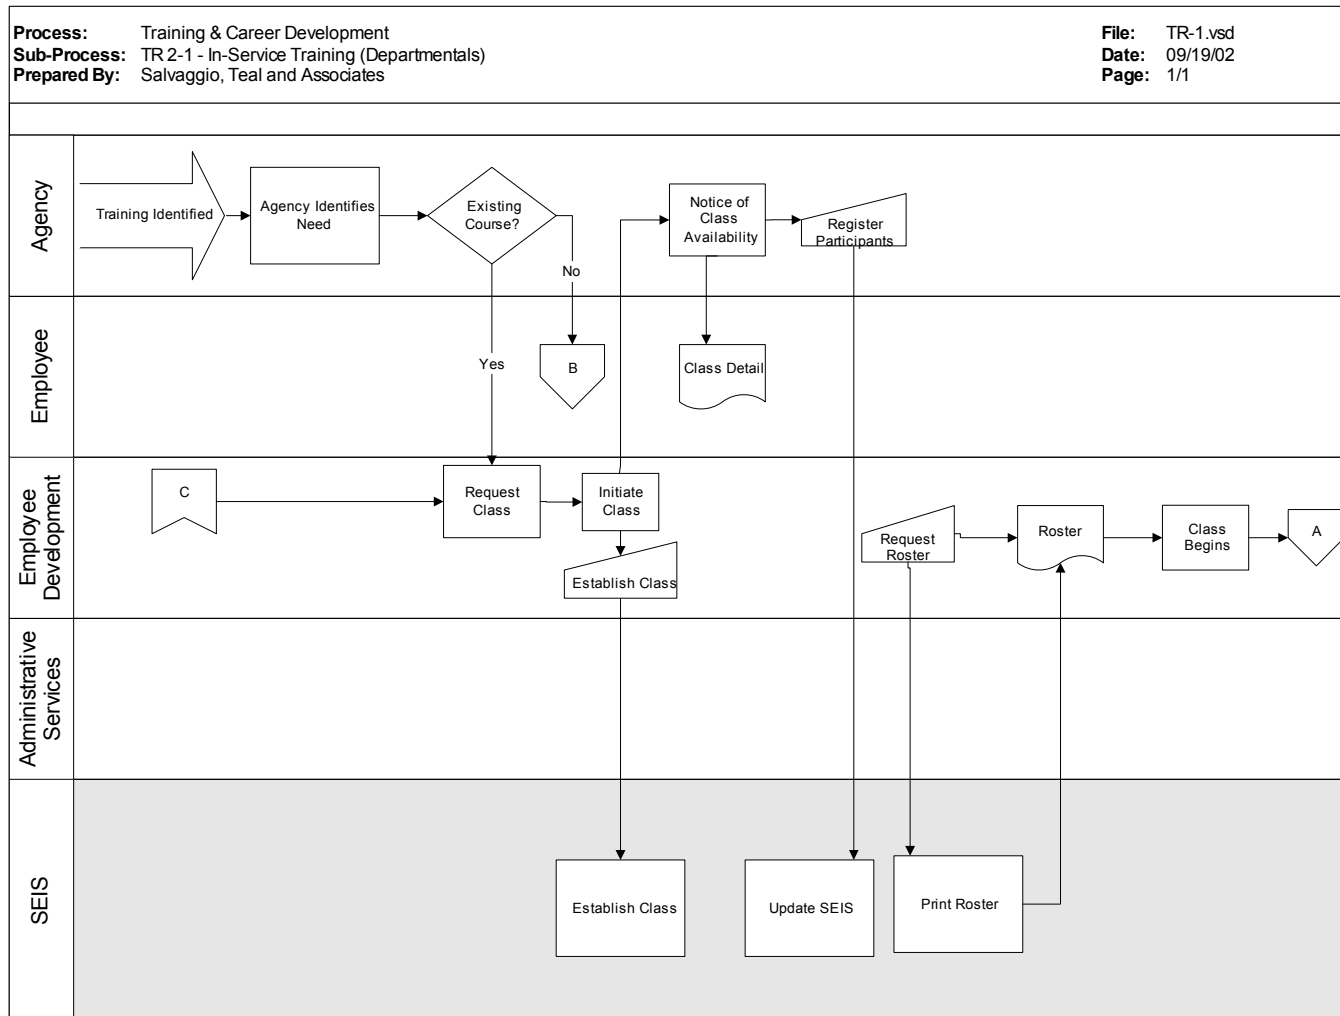 Process: Training & Career Development
Sub-Process: TR 2-1 - In-Service Training (Departmentals)
Prepared By: Salvaggio, Teal and Associates
File: TR-1.vsd
Date: 09/19/02
Page: 1/1
Agency
Training Identified
Agency Identifies
Need
Existing
Course?
No
Yes
Notice of
Class
Availability
Register
Participants
Employee
B
Class Detail
Employee
Development
C
Request
Class
Initiate
Class
Establish Class
Request
Roster
Roster
Class
Begins
A
Administrative
Services
SEIS
Establish Class
Update SEIS
Print Roster